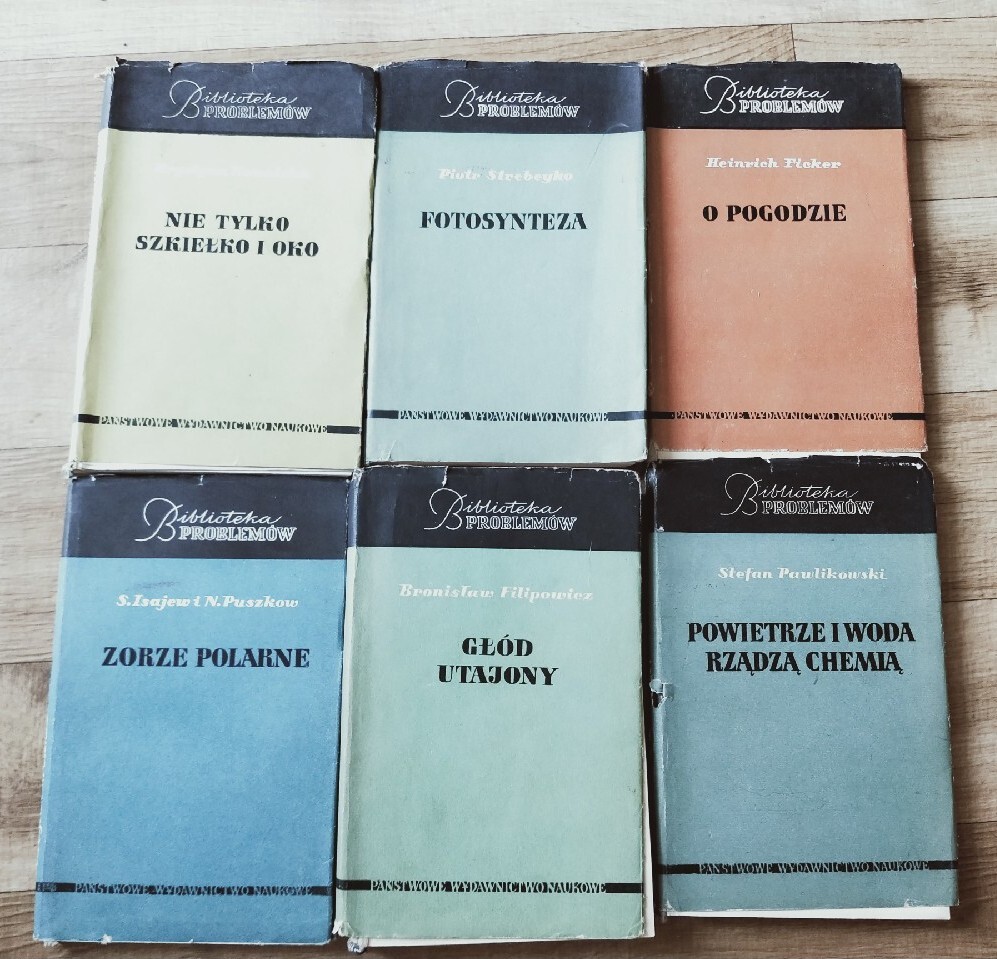 Biblioteka
PROBLEMÓW
NIE TYLKO
SZKIEŁKO I OKO
PAŃSTWOWE WYDAWNICTWO NAUKOWE
Biblioteka
PROBLEMÓW
Piotr Strebeyko
FOTOSYNTEZA
PAŃSTWOWE WYDAWNICTWO NAUKOWE
Biblioteka
PROBLEMÓW
Heinrich Ficker
O POGODZIE
PAŃSTWOWE WYDAWNICTWO NAUKOWE
Biblioteka
PROBLEMÓW
S. Isajew i N. Puszkow
ZORZE POLARNE
PAŃSTWOWE WYDAWNICTWO NAUKOWE
Biblioteka
PROBLEMÓW
Bronisław Filipowicz
GŁÓD
UTAJONY
PAŃSTWOWE WYDAWNICTWO NAUKOWE
Biblioteka
PROBLEMÓW
Stefan Pawlikowski
POWIETRZE I WODA
RZĄDZĄ CHEMIĄ
PAŃSTWOWE WYDAWNICTWO NAUKOWE